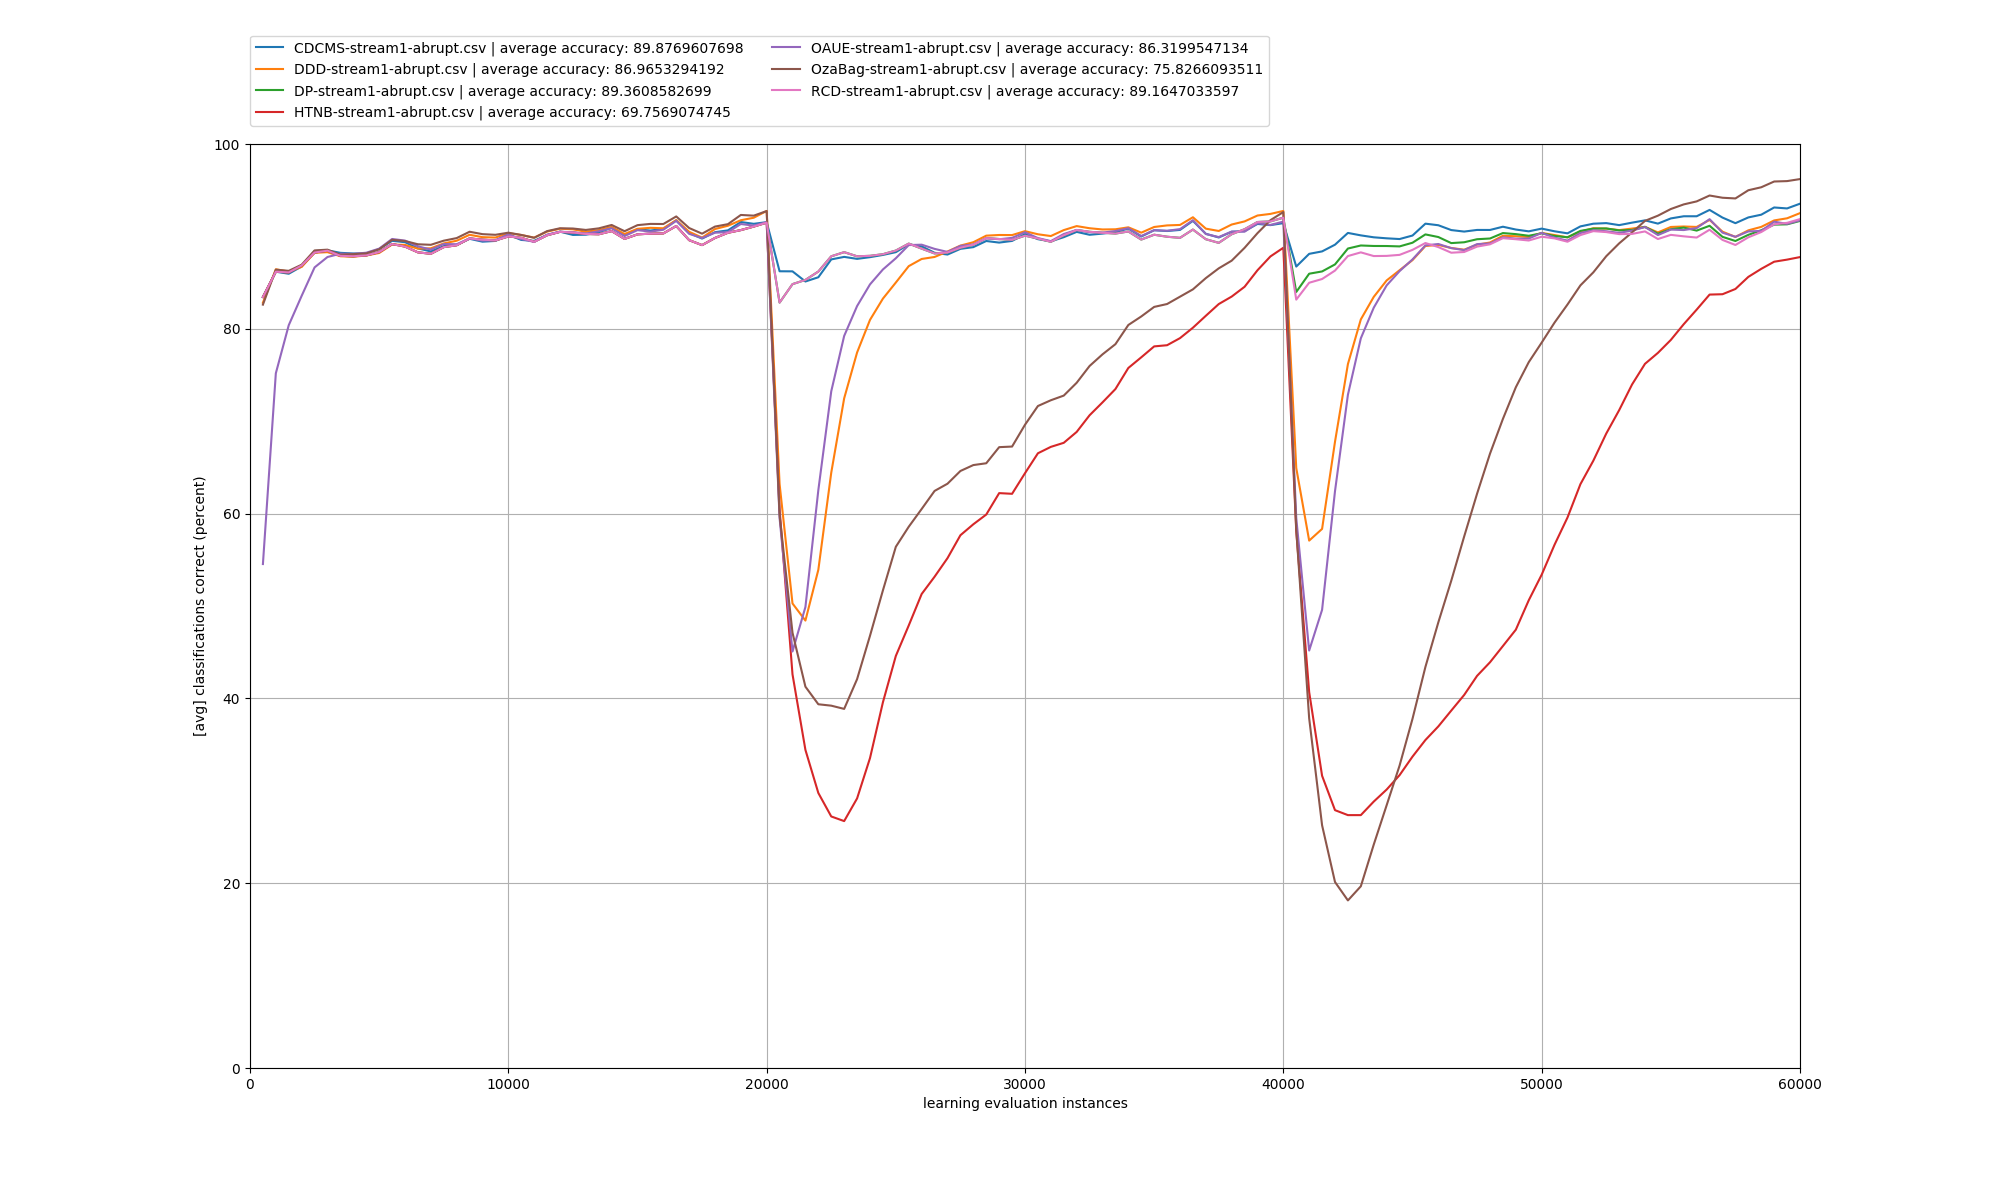 CDCMS-stream1-abrupt.csv | average accuracy: 89.8769607698
DDD-stream1-abrupt.csv | average accuracy: 86.9653294192
DP-stream1-abrupt.csv | average accuracy: 89.3608582699
HTNB-stream1-abrupt.csv | average accuracy: 69.7569074745
OAUE-stream1-abrupt.csv | average accuracy: 86.3199547134
OzaBag-stream1-abrupt.csv | average accuracy: 75.8266093511
RCD-stream1-abrupt.csv | average accuracy: 89.1647033597
100
80
60
40
20
0
[avg] classifications correct (percent)
0 10000 20000 30000 40000 50000 60000
learning evaluation instances